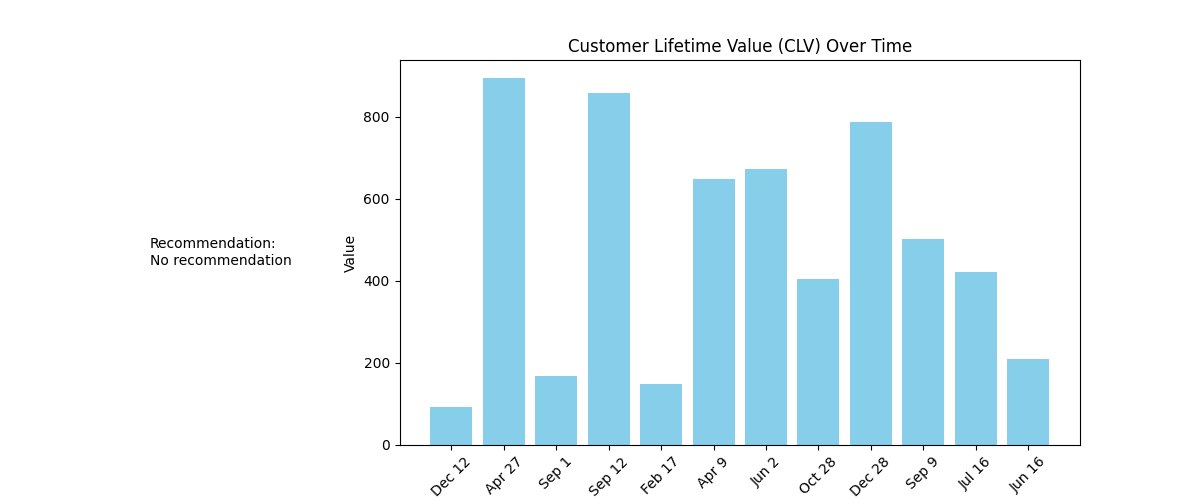 Customer Lifetime Value (CLV) Over Time
800
600
400
200
0
Value
Recommendation:
No recommendation
Dec 12
Apr 27
Sep 1
Sep 12
Feb 17
Apr 9
Jun 2
Oct 28
Dec 28
Sep 9
Jul 16
Jun 16